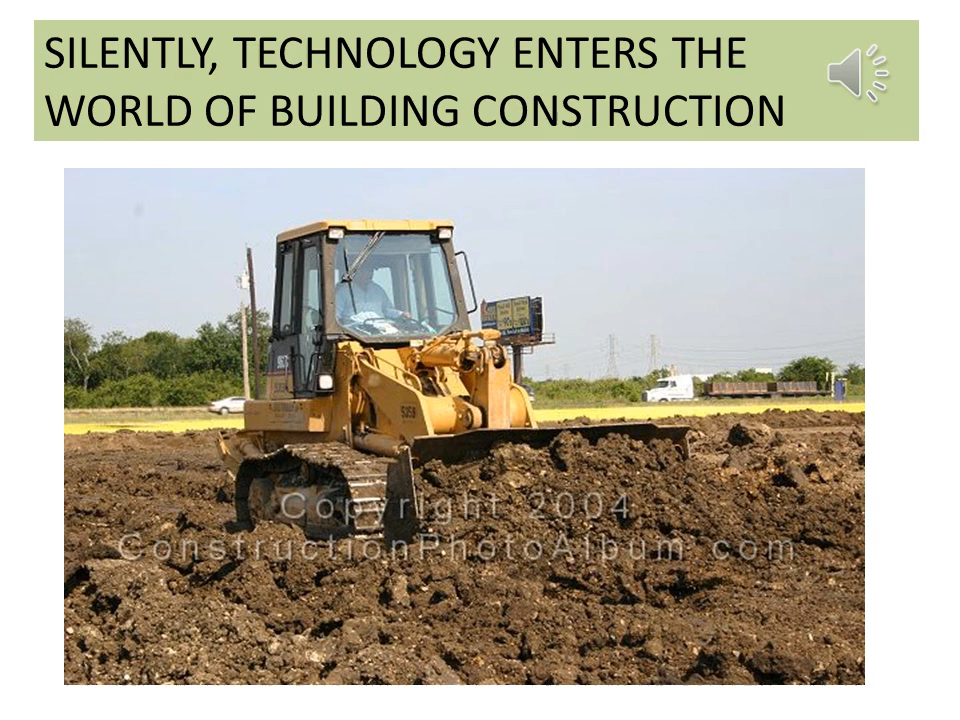 SILENTLY, TECHNOLOGY ENTERS THE
WORLD OF BUILDING CONSTRUCTION
Copyright 2004
ConstructionPhotoAlbum.com